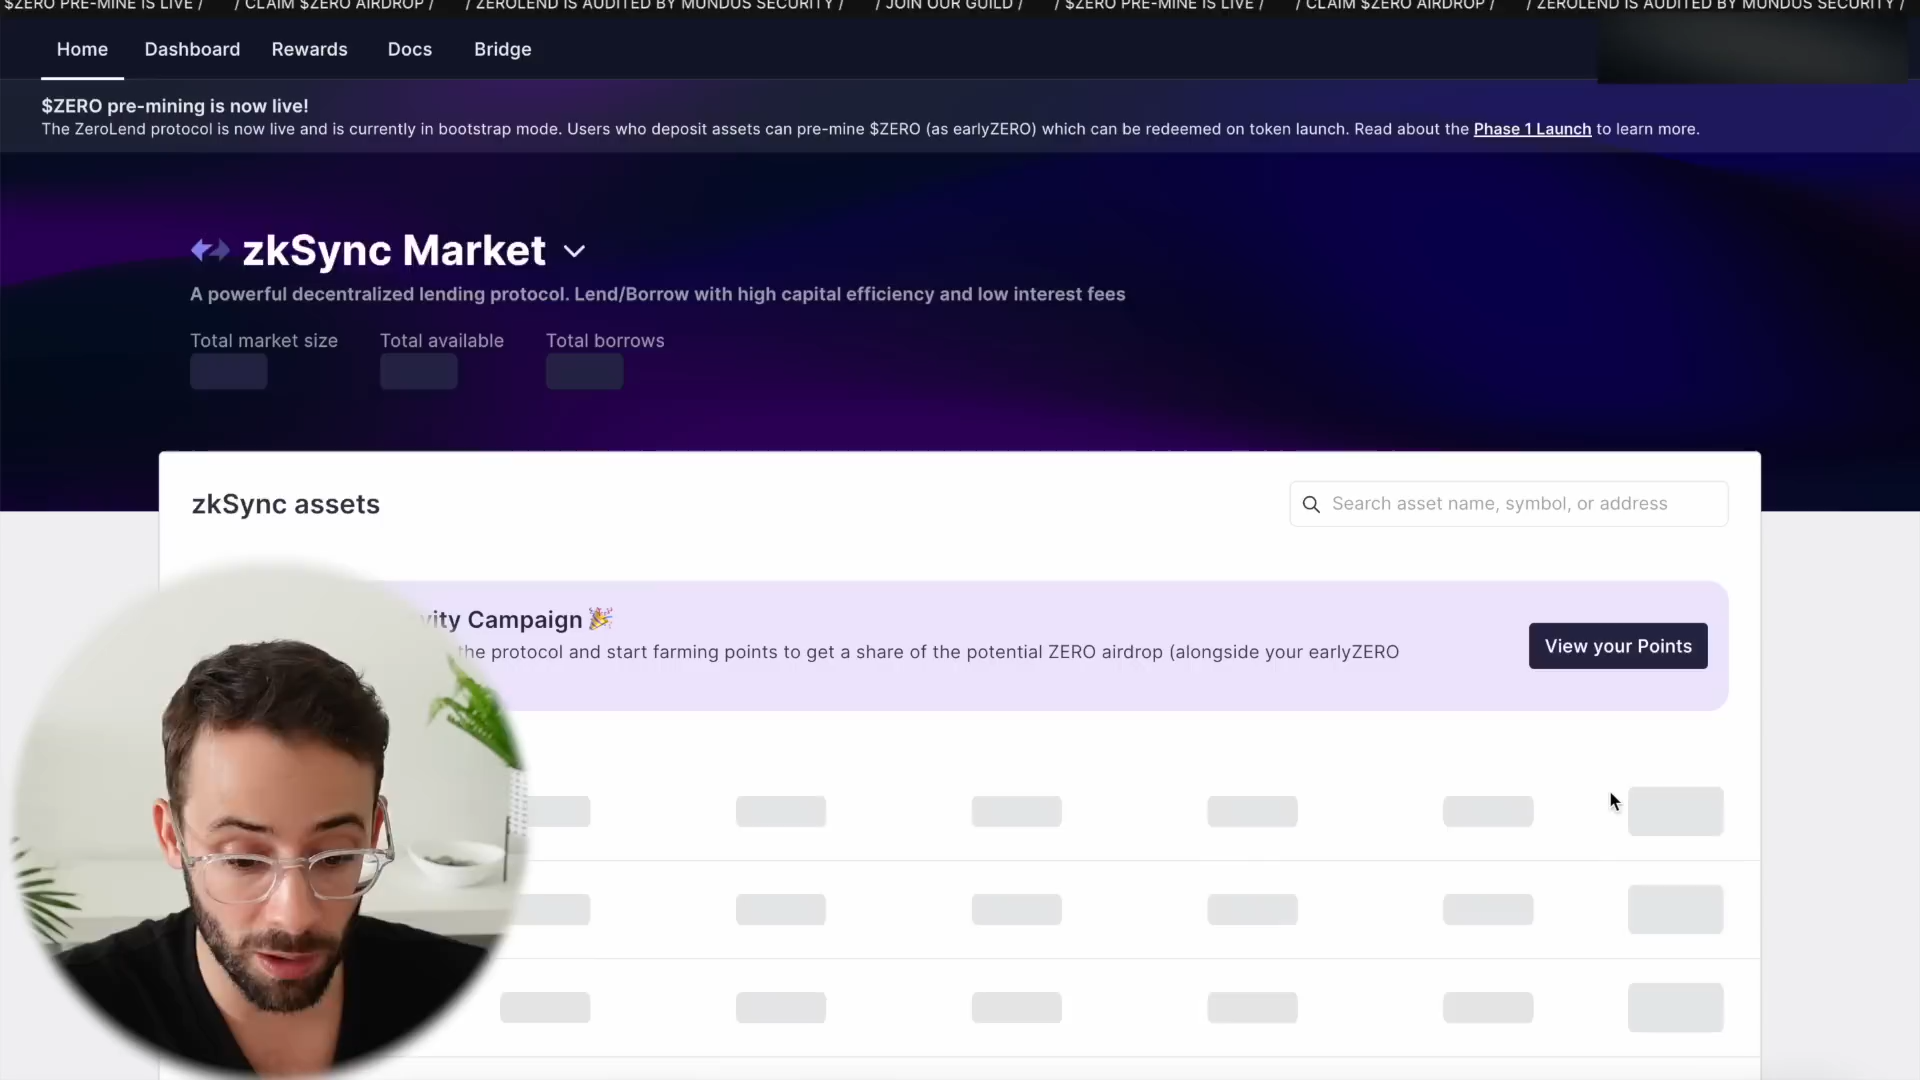 $ZERO PRE-MINE IS LIVE / / CLAIM $ZERO AIRDROP / / ZEROLEND IS AUDITED BY MUNDUS SECURITY / / JOIN OUR GUILD / / $ZERO PRE-MINE IS LIVE / / CLAIM $ZERO AIRDROP / / ZEROLEND IS AUDITED BY MUNDUS SECURITY /
Home Dashboard Rewards Docs Bridge
$ZERO pre-mining is now live!
The ZeroLend protocol is now live and is currently in bootstrap mode. Users who deposit assets can pre-mine $ZERO (as earlyZERO) which can be redeemed on token launch. Read about the Phase 1 Launch to learn more.
zkSync Market
A powerful decentralized lending protocol. Lend/Borrow with high capital efficiency and low interest fees
Total market size Total available Total borrows
zkSync assets
Search asset name, symbol, or address
Campaign 🎉
the protocol and start farming points to get a share of the potential ZERO airdrop (alongside your earlyZERO
View your Points